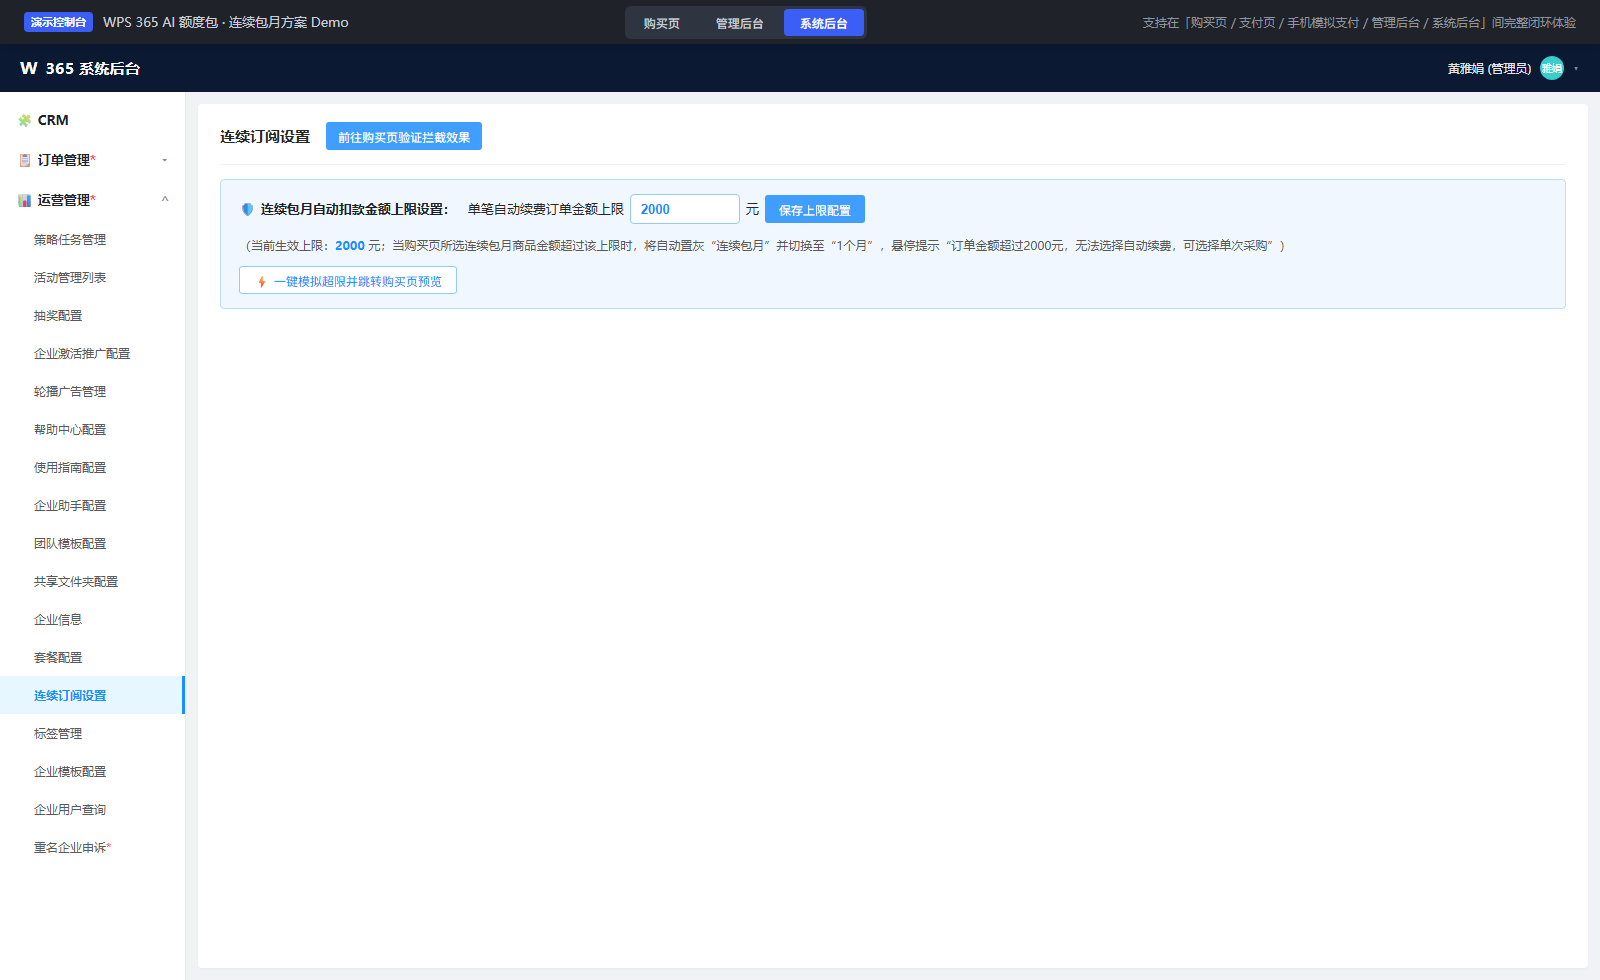 演示控制台 WPS 365 AI 额度包 · 连续包月方案 Demo 购买页 管理后台 系统后台 支持在「购买页 / 支付页 / 手机模拟支付 / 管理后台 / 系统后台」间完整闭环体验
W 365 系统后台 黄雅娟 (管理员) 雅娟
CRM
订单管理*
运营管理*
策略任务管理
活动管理列表
抽奖配置
企业激活推广配置
轮播广告管理
帮助中心配置
使用指南配置
企业助手配置
团队模板配置
共享文件夹配置
企业信息
套餐配置
连续订阅设置
标签管理
企业模板配置
企业用户查询
重名企业申诉*
连续订阅设置 前往购买页验证拦截效果
连续包月自动扣款金额上限设置： 单笔自动续费订单金额上限 2000 元 保存上限配置
（当前生效上限：2000 元；当购买页所选连续包月商品金额超过该上限时，将自动置灰“连续包月”并切换至“1个月”，悬停提示“订单金额超过2000元，无法选择自动续费，可选择单次采购”）
一键模拟超限并跳转购买页预览